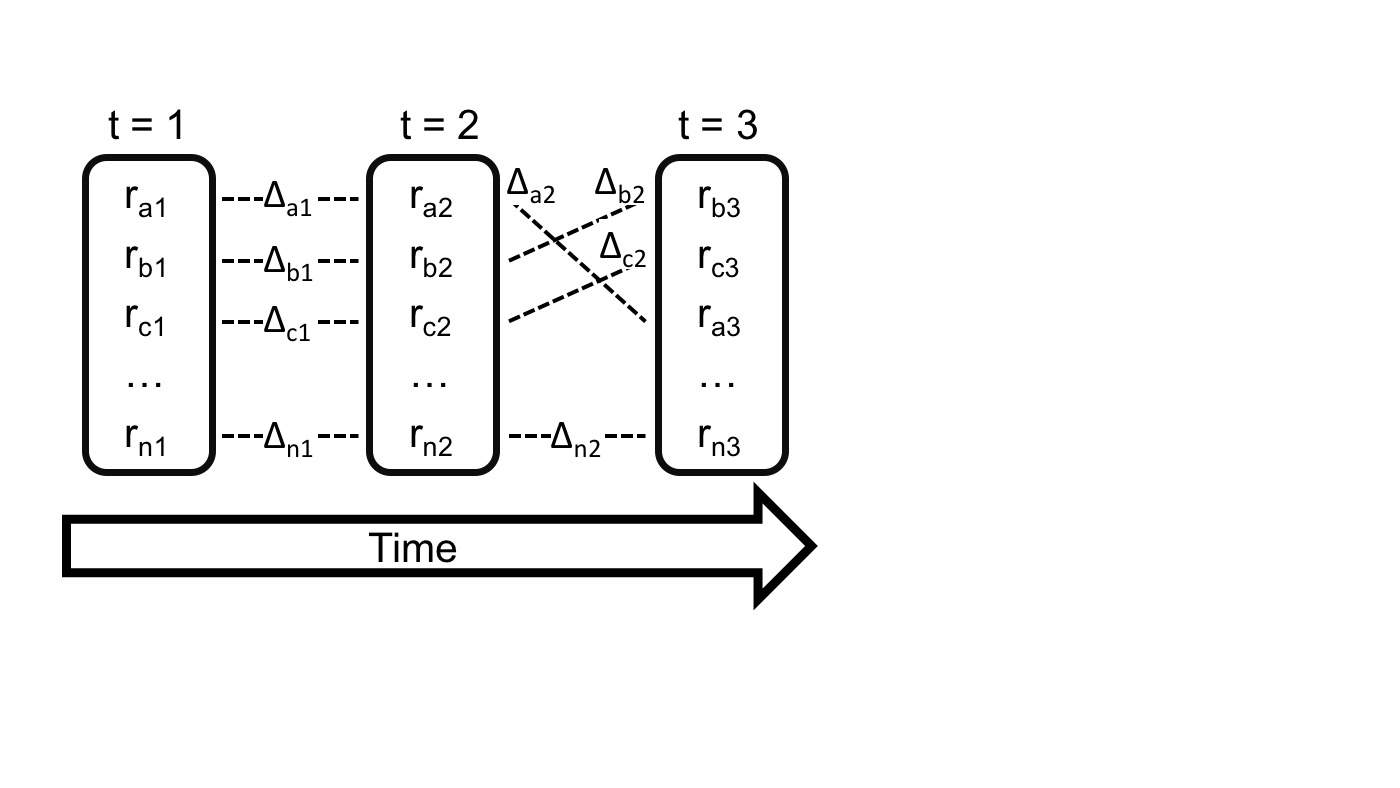 t = 1 t = 2 t = 3
ra1 Δa1 ra2 Δa2 Δb2 rb3
rb1 Δb1 rb2 Δc2 rc3
rc1 Δc1 rc2 ra3
... ... ...
rn1 Δn1 rn2 Δn2 rn3
Time